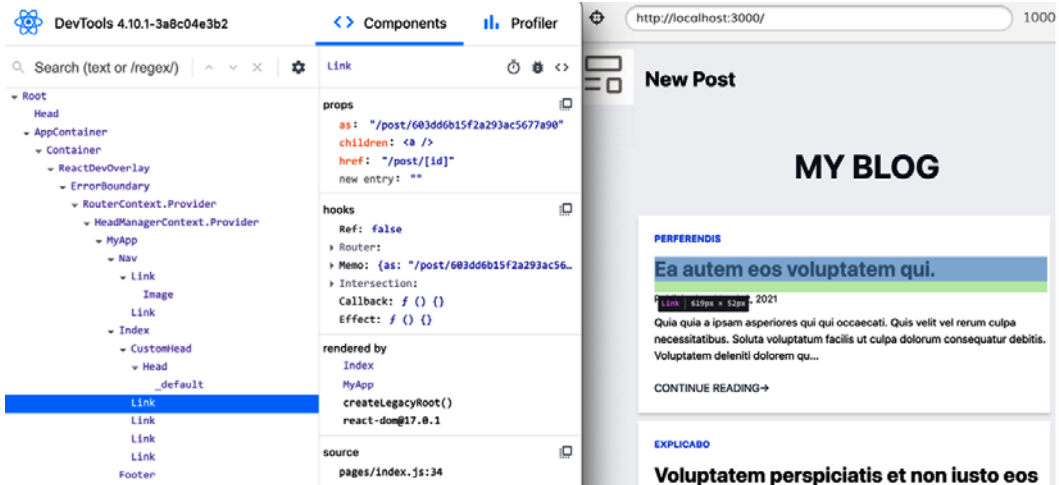 DevTools 4.10.1-3a8c04e3b2
<> Components
Profiler
Search (text or /regex/)
Root
Head
AppContainer
Container
ReactDevOverlay
ErrorBoundary
RouterContext.Provider
HeadManagerContext.Provider
MyApp
Nav
Link
Image
Link
Index
CustomHead
Head
_default
Link
Link
Link
Link
Footer
Link
props
as: "/post/603dd6b15f2a293ac5677a90"
children: <a />
href: "/post/[id]"
new entry: ""
hooks
Ref: false
Router:
Memo: {as: "/post/603dd6b15f2a293ac56…
Intersection:
Callback: ƒ () {}
Effect: ƒ () {}
rendered by
Index
MyApp
createLegacyRoot()
react-dom@17.0.1
source
pages/index.js:34
http://localhost:3000/
1000
New Post
MY BLOG
PERFERENDIS
Ea autem eos voluptatem qui.
Link | 619px × 52px
, 2021
Quia quia a ipsam asperiores qui qui occaecati. Quis velit vel rerum culpa
necessitatibus. Soluta voluptatum facilis ut culpa dolorum consequatur debitis.
Voluptatem deleniti dolorem qu...
CONTINUE READING→
EXPLICABO
Voluptatem perspiciatis et non iusto eos